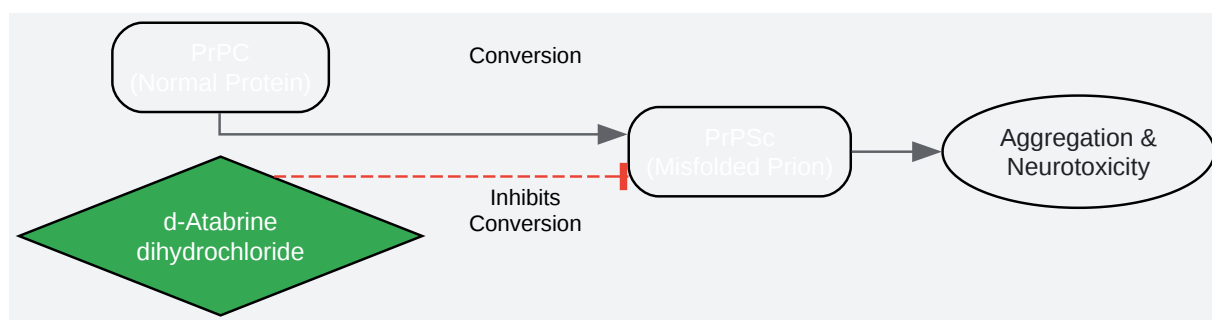 PrPC
(Normal Protein)
Conversion
PrPSc
(Misfolded Prion)
Aggregation &
Neurotoxicity
Inhibits
Conversion
d-Atabrine
dihydrochloride